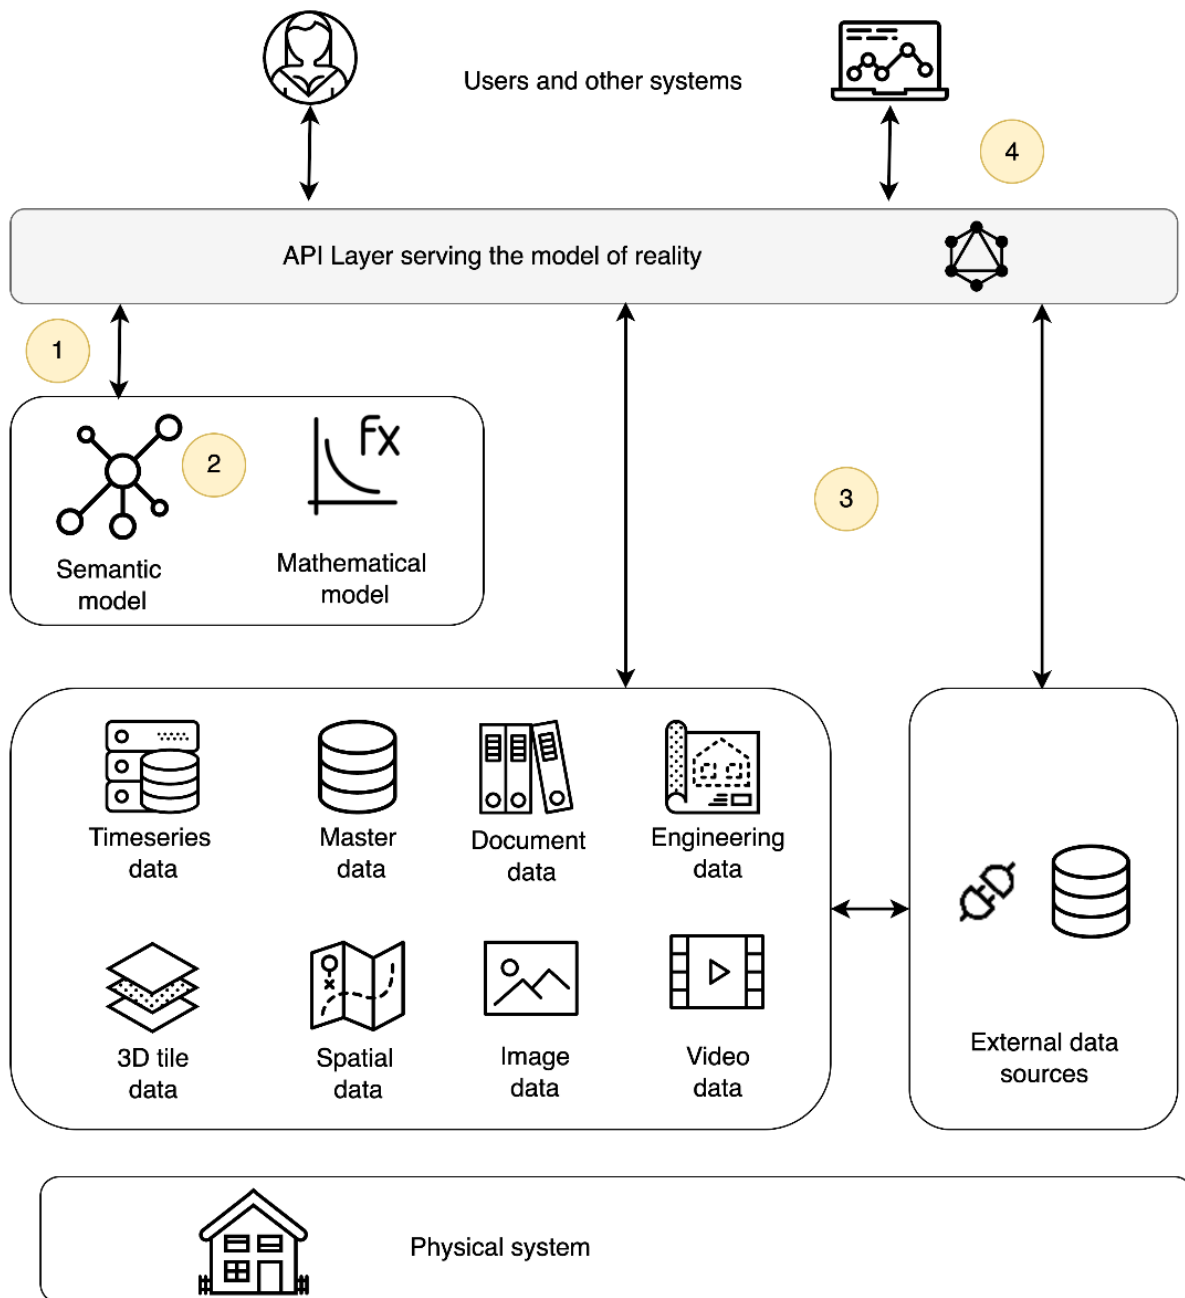 Users and other systems
4
API Layer serving the model of reality
1
2
Fx
Semantic
model
Mathematical
model
3
Timeseries
data
Master
data
Document
data
Engineering
data
3D tile
data
Spatial
data
Image
data
Video
data
External data
sources
Physical system